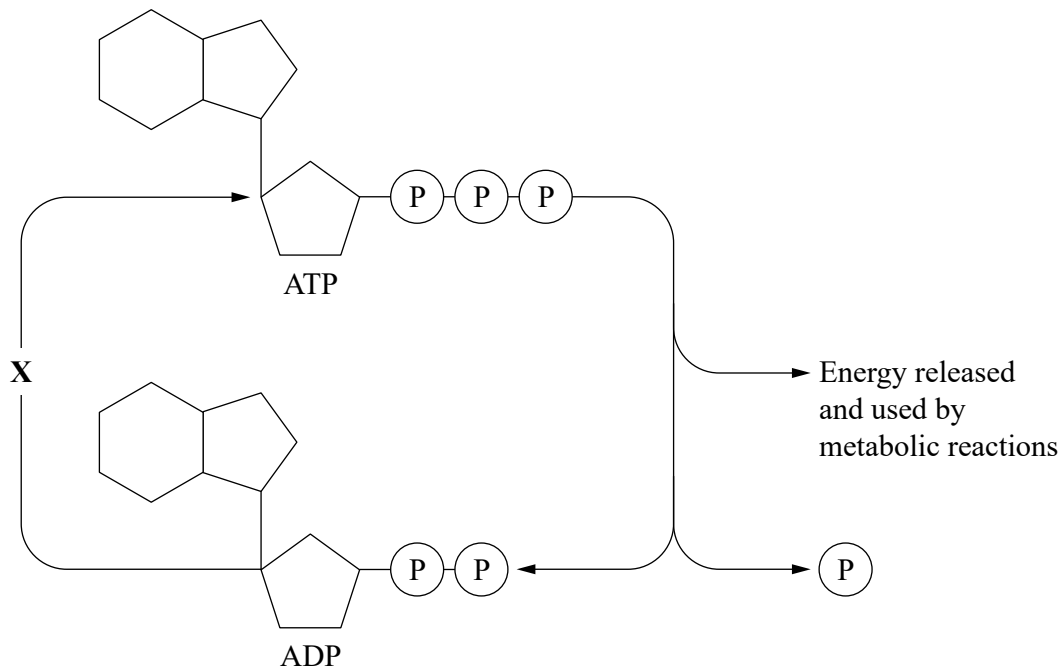 P P P
ATP
X
Energy released
and used by
metabolic reactions
P P
P
ADP